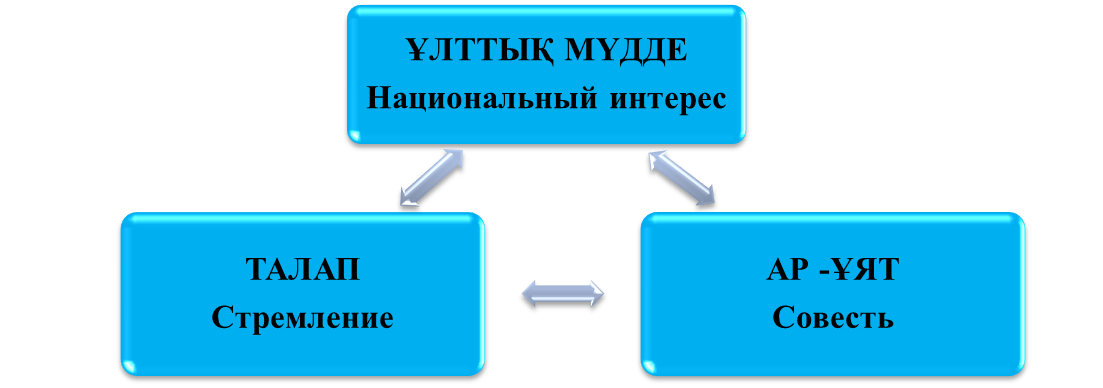 ҰЛТТЫҚ МҮДДЕ
Национальный интерес
ТАЛАП
Стремление
АР -ҰЯТ
Совесть